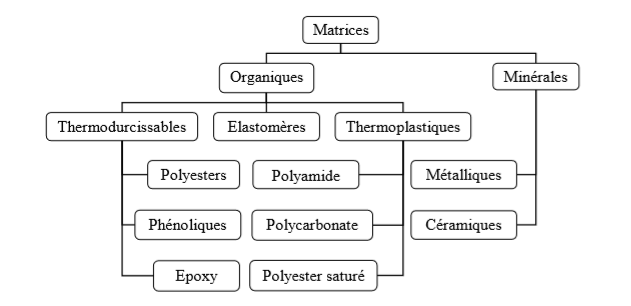 Matrices
Organiques
Minérales
Thermodurcissables
Elastomères
Thermoplastiques
Polyesters
Polyamide
Métalliques
Phénoliques
Polycarbonate
Céramiques
Epoxy
Polyester saturé